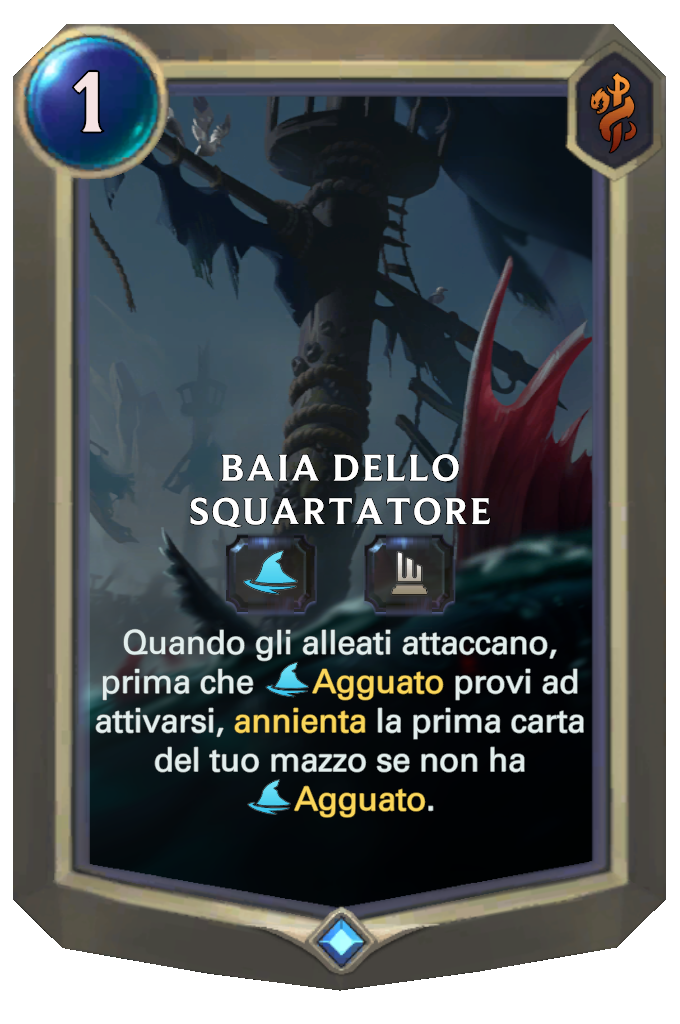 1
BAIA DELLO
SQUARTATORE
Quando gli alleati attaccano,
prima che Agguato provi ad
attivarsi, annienta la prima carta
del tuo mazzo se non ha
Agguato.